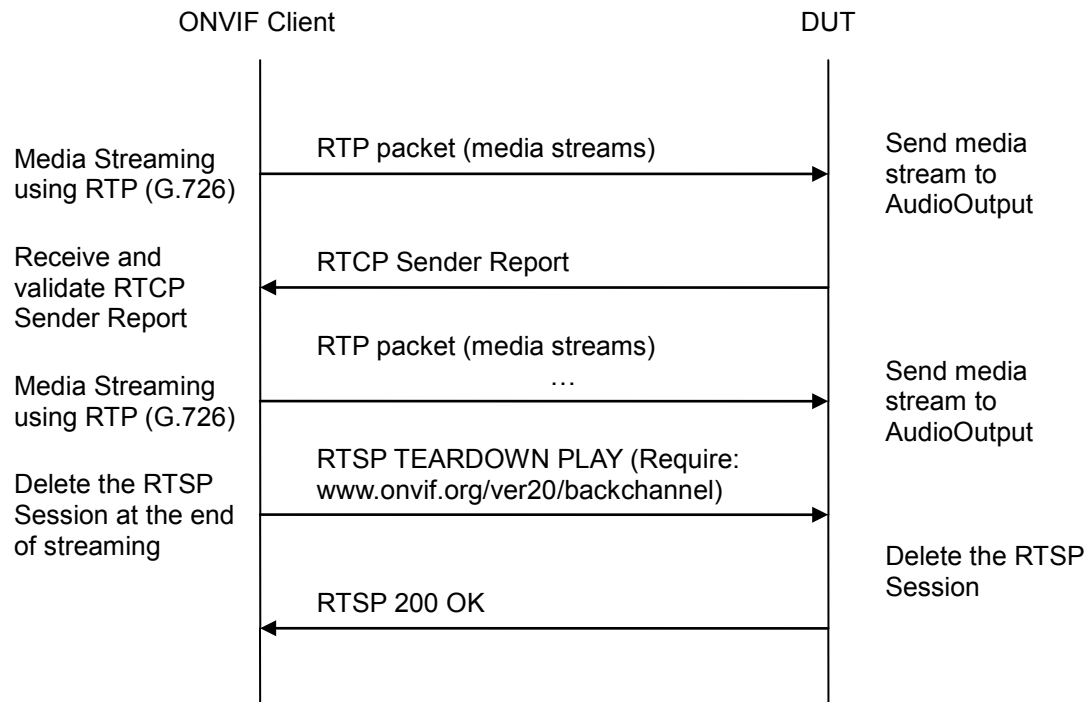 ONVIF Client
DUT
Media Streaming
using RTP (G.726)
RTP packet (media streams)
Send media
stream to
AudioOutput
Receive and
validate RTCP
Sender Report
RTCP Sender Report
Media Streaming
using RTP (G.726)
RTP packet (media streams)
…
Send media
stream to
AudioOutput
Delete the RTSP
Session at the end
of streaming
RTSP TEARDOWN PLAY (Require:
www.onvif.org/ver20/backchannel)
Delete the RTSP
Session
RTSP 200 OK